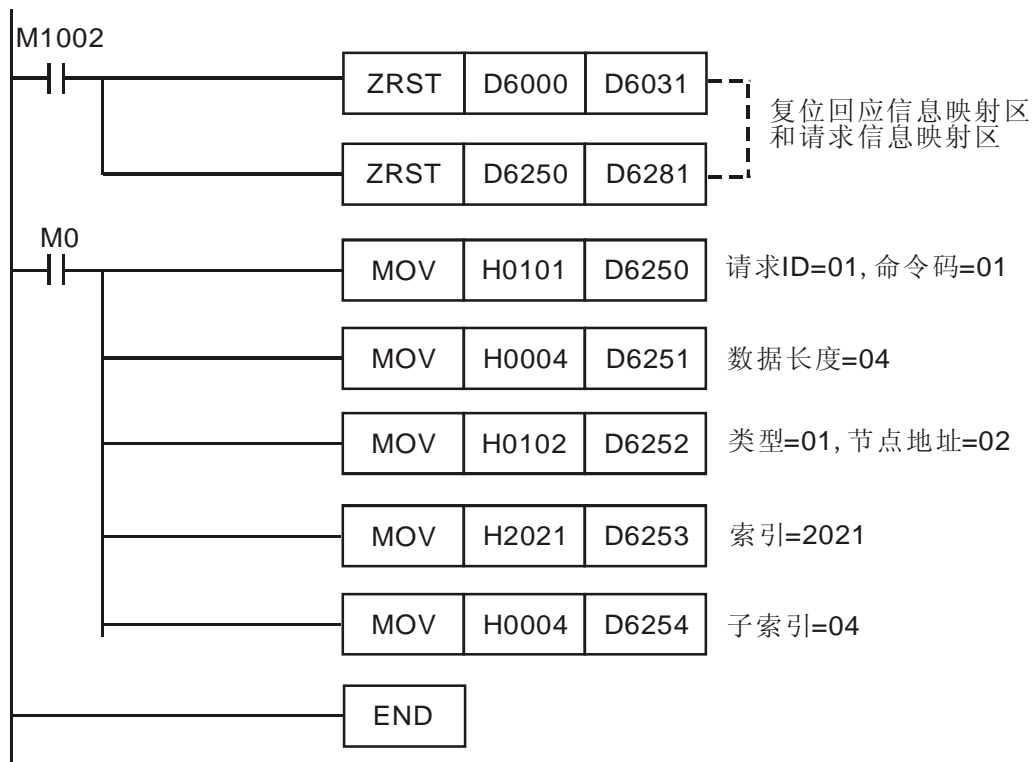 M1002
ZRST D6000 D6031
复位回应信息映射区
和请求信息映射区
ZRST D6250 D6281
M0
MOV H0101 D6250 请求ID=01,命令码=01
MOV H0004 D6251 数据长度=04
MOV H0102 D6252 类型=01,节点地址=02
MOV H2021 D6253 索引=2021
MOV H0004 D6254 子索引=04
END